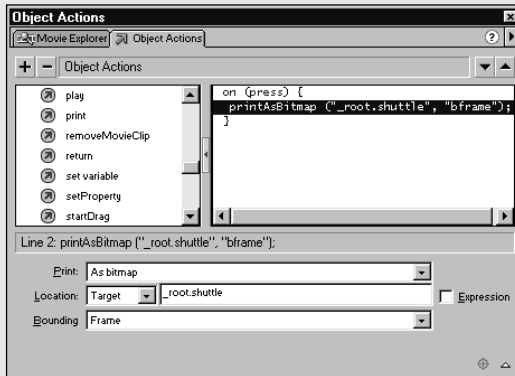 Object Actions
Movie Explorer
Object Actions
?
+ − Object Actions
play
print
removeMovieClip
return
set variable
setProperty
startDrag
on (press) {
printAsBitmap ("_root.shuttle", "bframe");
}
Line 2: printAsBitmap ("_root.shuttle", "bframe");
Print: As bitmap
Location: Target _root.shuttle Expression
Bounding Frame